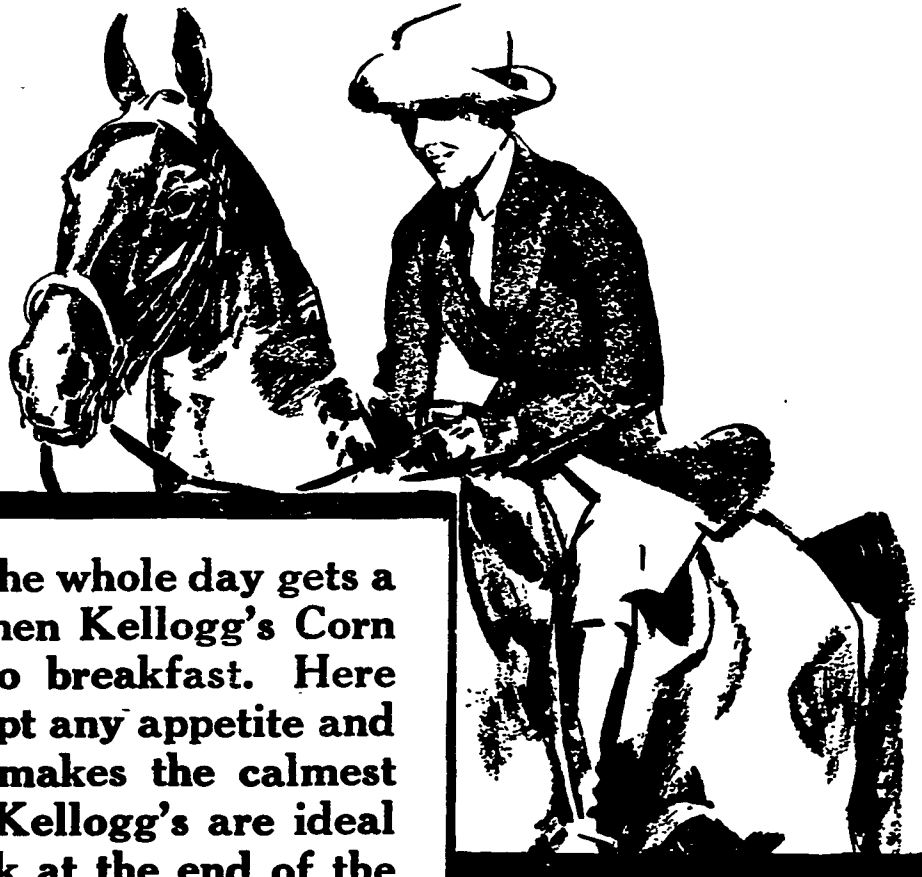 he whole day gets a
hen Kellogg's Corn
o breakfast. Here
pt any appetite and
makes the calmest
Kellogg's are ideal
k at the end of the